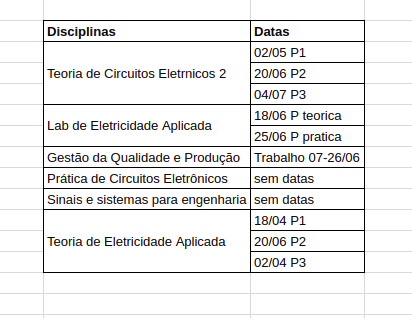 Disciplinas Datas
Teoria de Circuitos Eletrnicos 2
02/05 P1
20/06 P2
04/07 P3
Lab de Eletricidade Aplicada
18/06 P teorica
25/06 P pratica
Gestão da Qualidade e Produção Trabalho 07-26/06
Prática de Circuitos Eletrônicos sem datas
Sinais e sistemas para engenharia sem datas
Teoria de Eletricidade Aplicada
18/04 P1
20/06 P2
02/04 P3